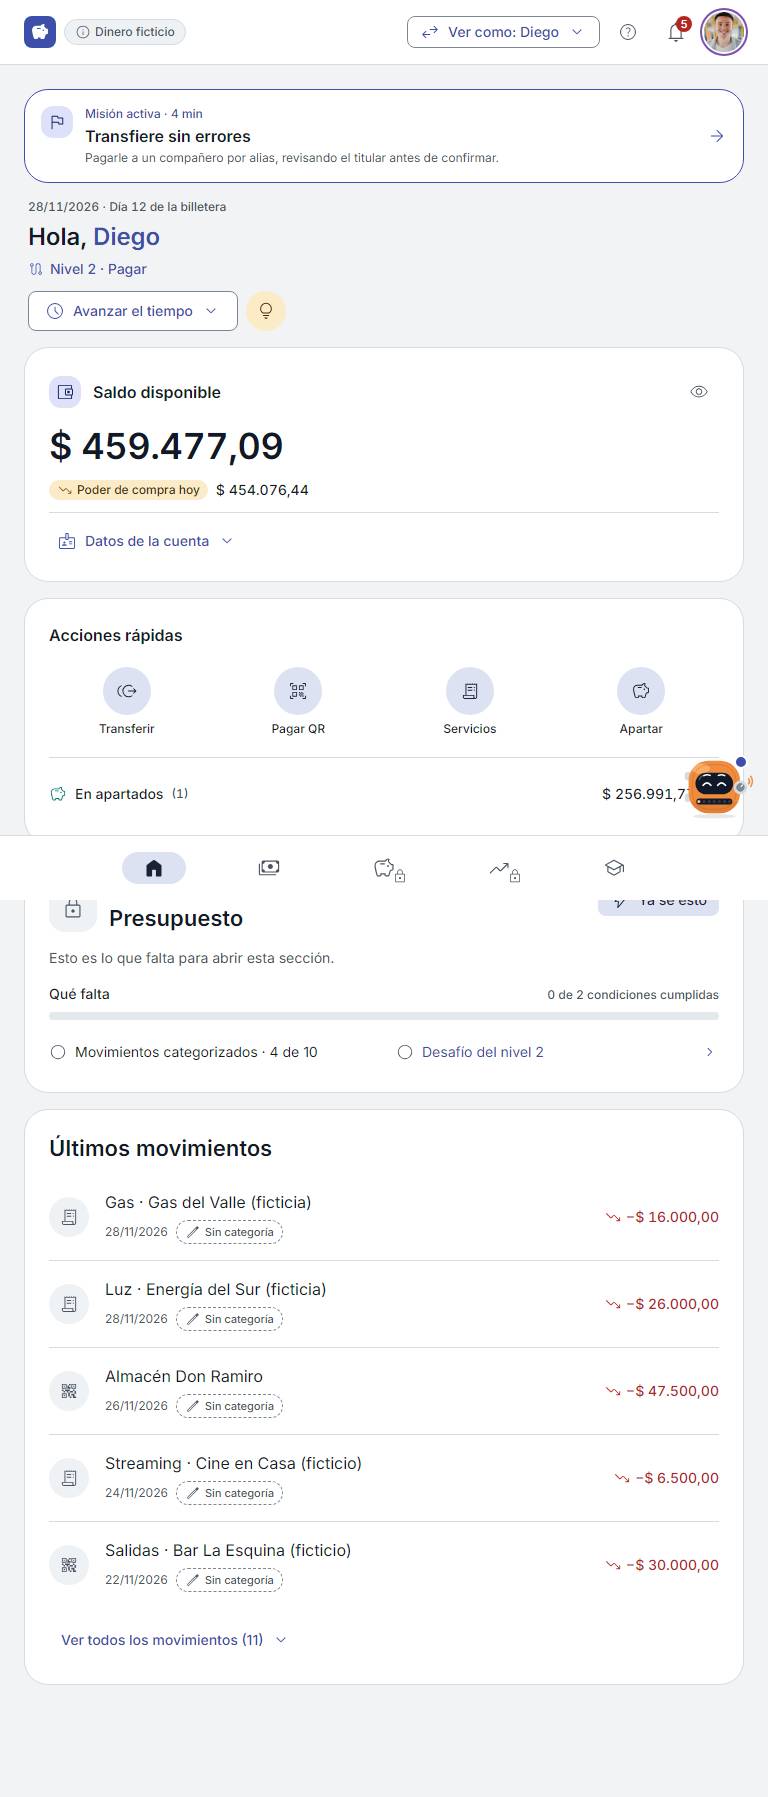 Dinero ficticio
Ver como: Diego
5
Misión activa · 4 min
Transfiere sin errores
Pagarle a un compañero por alias, revisando el titular antes de confirmar.
28/11/2026 · Día 12 de la billetera
Hola, Diego
Nivel 2 · Pagar
Avanzar el tiempo
Saldo disponible
$ 459.477,09
Poder de compra hoy $ 454.076,44
Datos de la cuenta
Acciones rápidas
Transferir
Pagar QR
Servicios
Apartar
En apartados (1)
$ 256.991,7
Presupuesto
Ya sé esto
Esto es lo que falta para abrir esta sección.
Qué falta
0 de 2 condiciones cumplidas
Movimientos categorizados · 4 de 10
Desafío del nivel 2
Últimos movimientos
Gas · Gas del Valle (ficticia)
28/11/2026 Sin categoría
−$ 16.000,00
Luz · Energía del Sur (ficticia)
28/11/2026 Sin categoría
−$ 26.000,00
Almacén Don Ramiro
26/11/2026 Sin categoría
−$ 47.500,00
Streaming · Cine en Casa (ficticio)
24/11/2026 Sin categoría
−$ 6.500,00
Salidas · Bar La Esquina (ficticio)
22/11/2026 Sin categoría
−$ 30.000,00
Ver todos los movimientos (11)